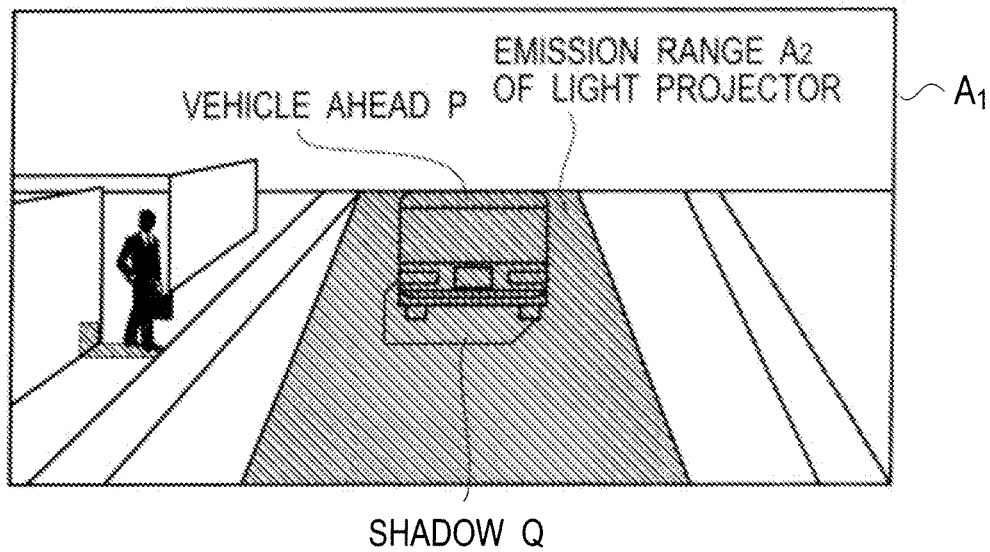 EMISSION RANGE A2
OF LIGHT PROJECTOR
VEHICLE AHEAD P
A1
SHADOW Q